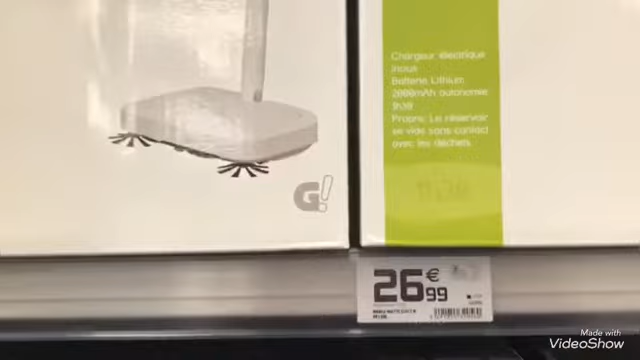 Chargeur électrique
inclus
Batterie Lithium
2000mAh autonomie
1h30
Propre: Le réservoir
se vide sans contact
avec les déchets
G!
26€99
Made with
VideoShow